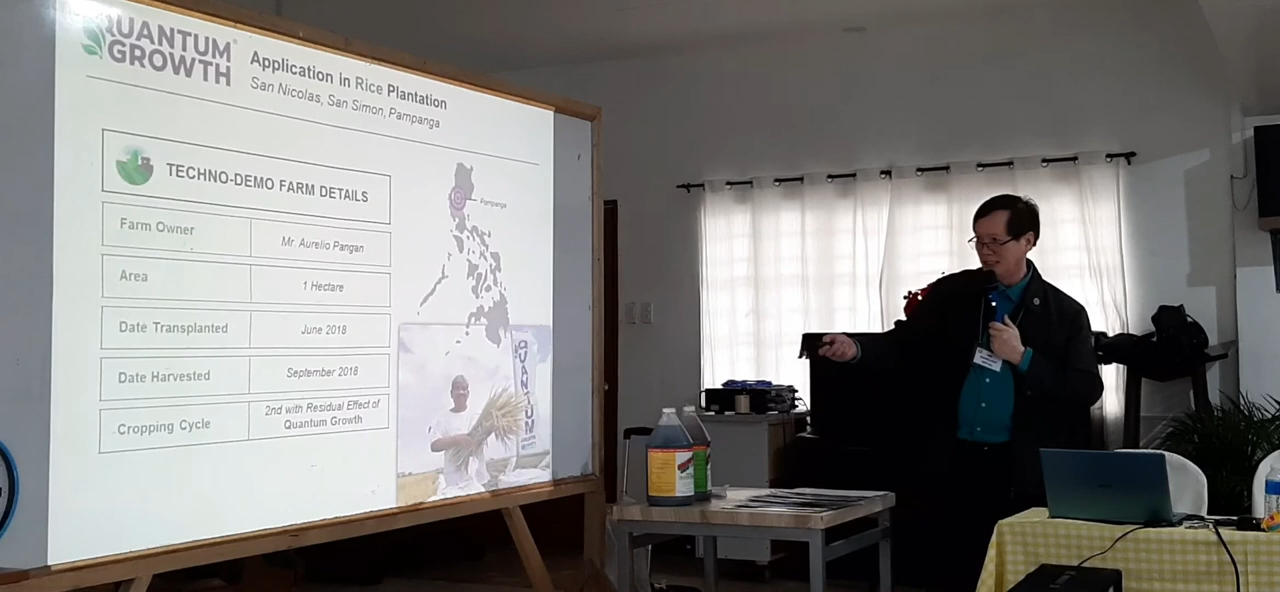 QUANTUM
GROWTH
Application in Rice Plantation
San Nicolas, San Simon, Pampanga
TECHNO-DEMO FARM DETAILS
Farm Owner
Mr. Aurelio Pangan
Area
1 Hectare
Date Transplanted
June 2018
Date Harvested
September 2018
Cropping Cycle
2nd with Residual Effect of
Quantum Growth
Pampanga
QUANTUM